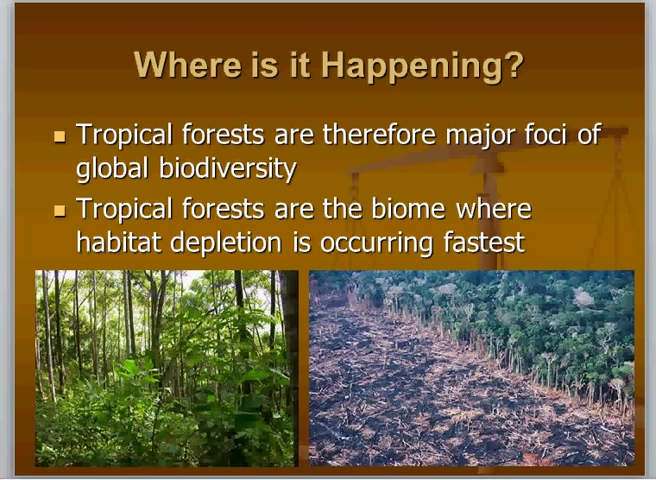 Where is it Happening?
Tropical forests are therefore major foci of
global biodiversity
Tropical forests are the biome where
habitat depletion is occurring fastest